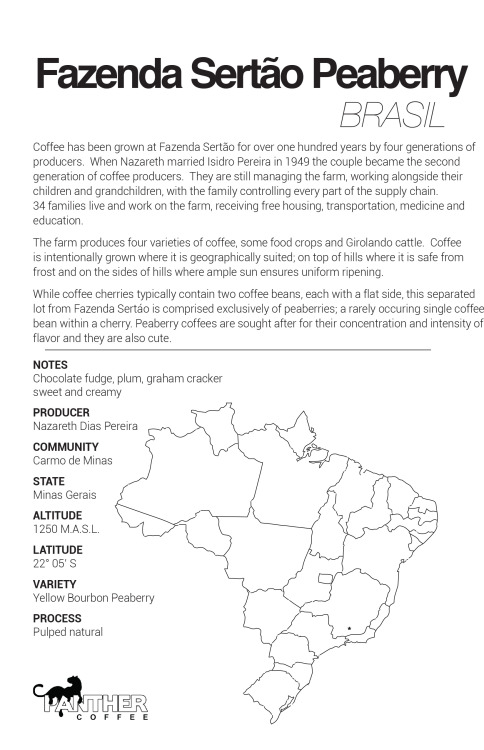 Fazenda Sertão Peaberry
BRASIL
Coffee has been grown at Fazenda Sertão for over one hundred years by four generations of
producers.  When Nazareth married Isidro Pereira in 1949 the couple became the second
generation of coffee producers.  They are still managing the farm, working alongside their
children and grandchildren, with the family controlling every part of the supply chain.
34 families live and work on the farm, receiving free housing, transportation, medicine and
education.
The farm produces four varieties of coffee, some food crops and Girolando cattle.  Coffee
is intentionally grown where it is geographically suited; on top of hills where it is safe from
frost and on the sides of hills where ample sun ensures uniform ripening.
While coffee cherries typically contain two coffee beans, each with a flat side, this separated
lot from Fazenda Sertáo is comprised exclusively of peaberries; a rarely occuring single coffee
bean within a cherry. Peaberry coffees are sought after for their concentration and intensity of
flavor and they are also cute.
NOTES
Chocolate fudge, plum, graham cracker
sweet and creamy
PRODUCER
Nazareth Dias Pereira
COMMUNITY
Carmo de Minas
STATE
Minas Gerais
ALTITUDE
1250 M.A.S.L.
LATITUDE
22° 05' S
VARIETY
Yellow Bourbon Peaberry
PROCESS
Pulped natural
PANTHER
COFFEE